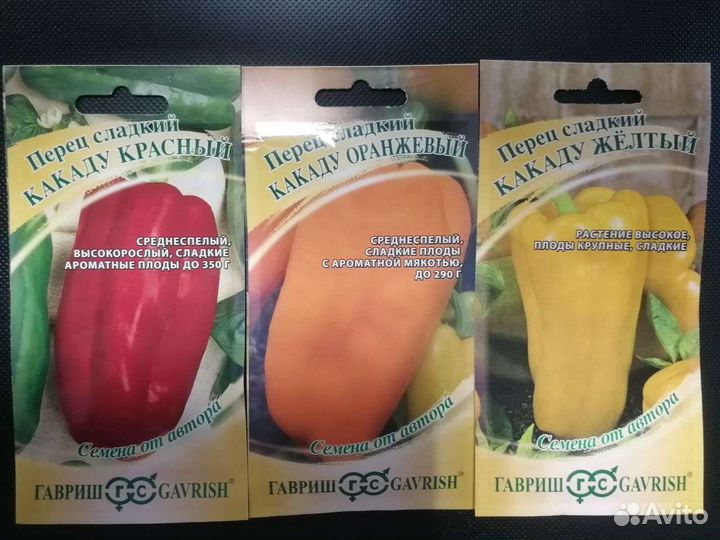 Перец сладкий
КАКАДУ КРАСНЫЙ
СРЕДНЕСПЕЛЫЙ,
ВЫСОКОРОСЛЫЙ, СЛАДКИЕ
АРОМАТНЫЕ ПЛОДЫ ДО 350 Г
Семена от автора
ГАВРИШ ГС GAVRISH®
Перец сладкий
КАКАДУ ОРАНЖЕВЫЙ
СРЕДНЕСПЕЛЫЙ,
СЛАДКИЕ ПЛОДЫ
С АРОМАТНОЙ МЯКОТЬЮ,
ДО 290 Г
Семена от автора
ГАВРИШ ГС GAVRISH®
Перец сладкий
КАКАДУ ЖЁЛТЫЙ
РАСТЕНИЕ ВЫСОКОЕ,
ПЛОДЫ КРУПНЫЕ, СЛАДКИЕ
Семена от автора
ГАВРИШ ГС GAVRISH®
Avito